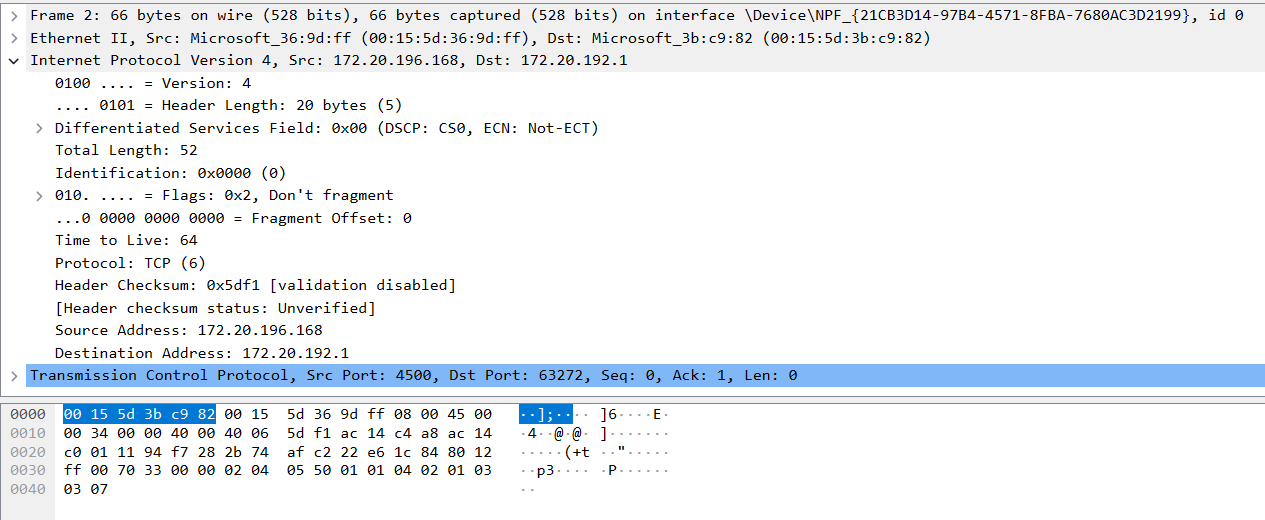 Frame 2: 66 bytes on wire (528 bits), 66 bytes captured (528 bits) on interface \Device\NPF_{21CB3D14-97B4-4571-8FBA-7680AC3D2199}, id 0
Ethernet II, Src: Microsoft_36:9d:ff (00:15:5d:36:9d:ff), Dst: Microsoft_3b:c9:82 (00:15:5d:3b:c9:82)
Internet Protocol Version 4, Src: 172.20.196.168, Dst: 172.20.192.1
0100 .... = Version: 4
.... 0101 = Header Length: 20 bytes (5)
Differentiated Services Field: 0x00 (DSCP: CS0, ECN: Not-ECT)
Total Length: 52
Identification: 0x0000 (0)
010. .... = Flags: 0x2, Don't fragment
...0 0000 0000 0000 = Fragment Offset: 0
Time to Live: 64
Protocol: TCP (6)
Header Checksum: 0x5df1 [validation disabled]
[Header checksum status: Unverified]
Source Address: 172.20.196.168
Destination Address: 172.20.192.1
Transmission Control Protocol, Src Port: 4500, Dst Port: 63272, Seq: 0, Ack: 1, Len: 0
0000 00 15 5d 3b c9 82 00 15 5d 36 9d ff 08 00 45 00 ··];···· ]6····E·
0010 00 34 00 00 40 00 40 06 5d f1 ac 14 c4 a8 ac 14 ·4··@·@· ]·······
0020 c0 01 11 94 f7 28 2b 74 af c2 22 e6 1c 84 80 12 ·····(+t ··"·····
0030 ff 00 70 33 00 00 02 04 05 50 01 01 04 02 01 03 ··p3···· ·P······
0040 03 07 ··